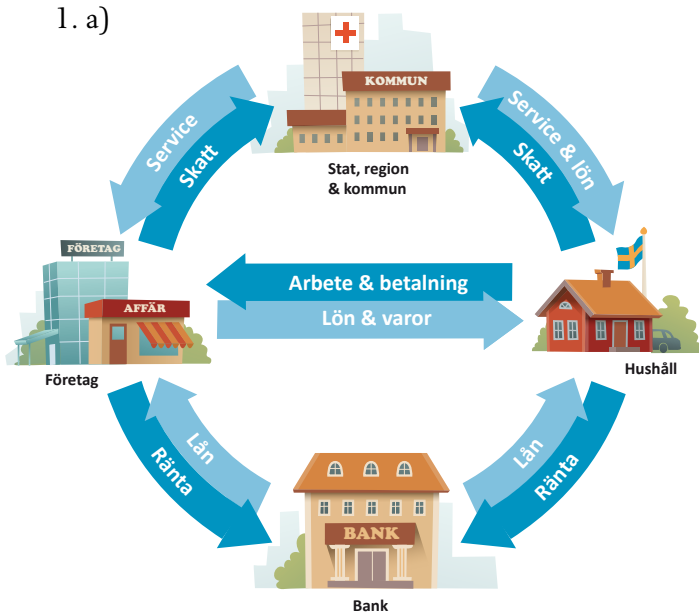 1. a)
KOMMUN
Stat, region
& kommun
Service
Skatt
Service & lön
Skatt
FÖRETAG
AFFÄR
Företag
Arbete & betalning
Lön & varor
Hushåll
Lån
Ränta
Lån
Ränta
BANK
Bank